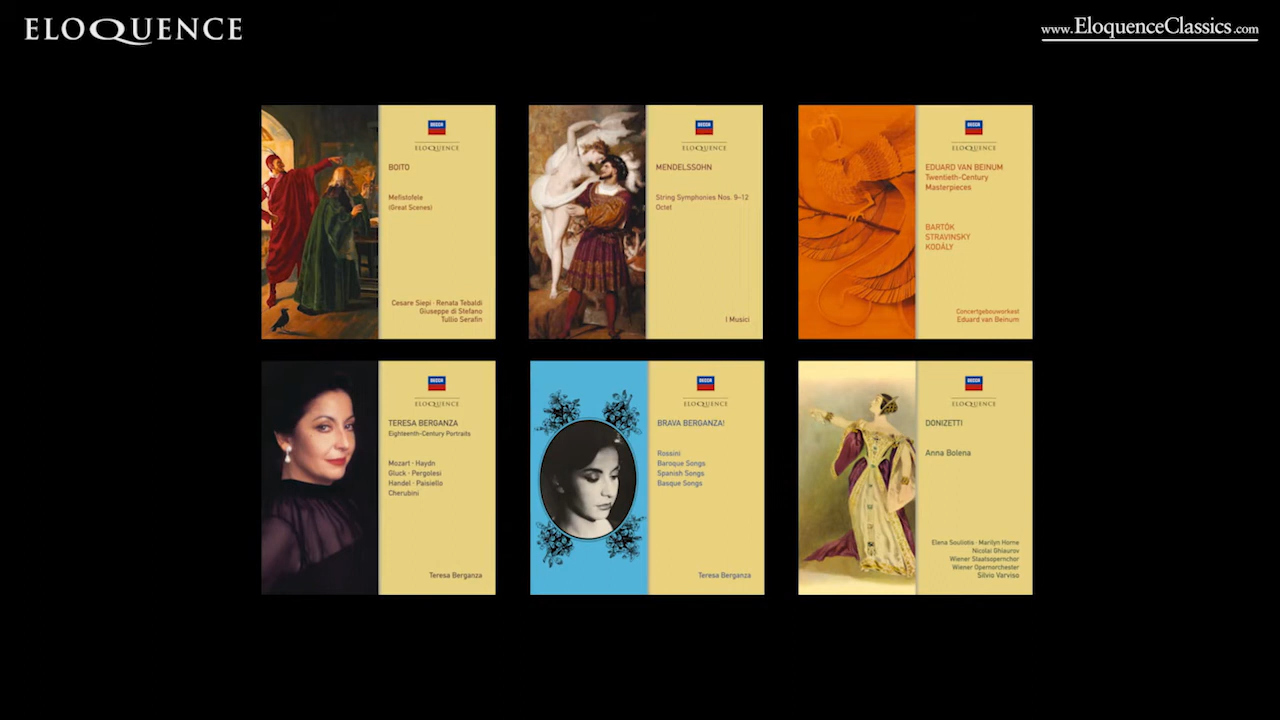 ELOQUENCE
www.EloquenceClassics.com
DECCA
ELOQUENCE
BOITO
Mefistofele
(Great Scenes)
Cesare Siepi · Renata Tebaldi
Giuseppe di Stefano
Tullio Serafin
DECCA
ELOQUENCE
MENDELSSOHN
String Symphonies Nos. 9–12
Octet
I Musici
DECCA
ELOQUENCE
EDUARD VAN BEINUM
Twentieth-Century
Masterpieces
BARTÓK
STRAVINSKY
KODÁLY
Concertgebouworkest
Eduard van Beinum
DECCA
ELOQUENCE
TERESA BERGANZA
Eighteenth-Century Portraits
Mozart · Haydn
Gluck · Pergolesi
Handel · Paisiello
Cherubini
Teresa Berganza
DECCA
ELOQUENCE
BRAVA BERGANZA!
Rossini
Baroque Songs
Spanish Songs
Basque Songs
Teresa Berganza
DECCA
ELOQUENCE
DONIZETTI
Anna Bolena
Elena Souliotis · Marilyn Horne
Nicolai Ghiaurov
Wiener Staatsopernchor
Wiener Opernorchester
Silvio Varviso